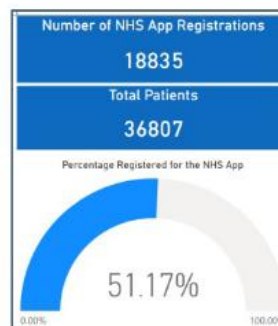 Number of NHS App Registrations
18835
Total Patients
36807
Percentage Registered for the NHS App
51.17%
0.00%
100.00